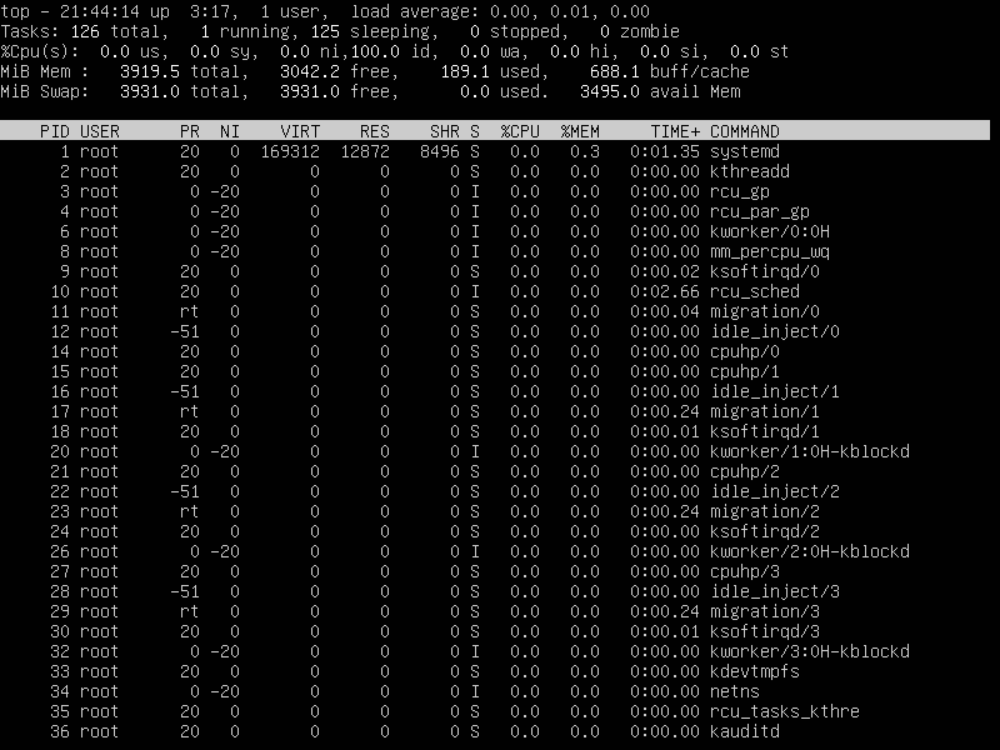 top - 21:44:14 up  3:17,  1 user,  load average: 0.00, 0.01, 0.00
Tasks: 126 total,   1 running, 125 sleeping,   0 stopped,   0 zombie
%Cpu(s):  0.0 us,  0.0 sy,  0.0 ni,100.0 id,  0.0 wa,  0.0 hi,  0.0 si,  0.0 st
MiB Mem :   3919.5 total,   3042.2 free,    189.1 used,    688.1 buff/cache
MiB Swap:   3931.0 total,   3931.0 free,      0.0 used.   3495.0 avail Mem
PID USER      PR  NI    VIRT    RES    SHR S  %CPU  %MEM     TIME+ COMMAND
1 root      20   0  169312  12872   8496 S   0.0   0.3   0:01.35 systemd
2 root      20   0       0      0      0 S   0.0   0.0   0:00.00 kthreadd
3 root       0 -20       0      0      0 I   0.0   0.0   0:00.00 rcu_gp
4 root       0 -20       0      0      0 I   0.0   0.0   0:00.00 rcu_par_gp
6 root       0 -20       0      0      0 I   0.0   0.0   0:00.00 kworker/0:0H
8 root       0 -20       0      0      0 I   0.0   0.0   0:00.00 mm_percpu_wq
9 root      20   0       0      0      0 S   0.0   0.0   0:00.02 ksoftirqd/0
10 root      20   0       0      0      0 I   0.0   0.0   0:02.66 rcu_sched
11 root      rt   0       0      0      0 S   0.0   0.0   0:00.04 migration/0
12 root     -51   0       0      0      0 S   0.0   0.0   0:00.00 idle_inject/0
14 root      20   0       0      0      0 S   0.0   0.0   0:00.00 cpuhp/0
15 root      20   0       0      0      0 S   0.0   0.0   0:00.00 cpuhp/1
16 root     -51   0       0      0      0 S   0.0   0.0   0:00.00 idle_inject/1
17 root      rt   0       0      0      0 S   0.0   0.0   0:00.24 migration/1
18 root      20   0       0      0      0 S   0.0   0.0   0:00.01 ksoftirqd/1
20 root       0 -20       0      0      0 I   0.0   0.0   0:00.00 kworker/1:0H-kblockd
21 root      20   0       0      0      0 S   0.0   0.0   0:00.00 cpuhp/2
22 root     -51   0       0      0      0 S   0.0   0.0   0:00.00 idle_inject/2
23 root      rt   0       0      0      0 S   0.0   0.0   0:00.24 migration/2
24 root      20   0       0      0      0 S   0.0   0.0   0:00.00 ksoftirqd/2
26 root       0 -20       0      0      0 I   0.0   0.0   0:00.00 kworker/2:0H-kblockd
27 root      20   0       0      0      0 S   0.0   0.0   0:00.00 cpuhp/3
28 root     -51   0       0      0      0 S   0.0   0.0   0:00.00 idle_inject/3
29 root      rt   0       0      0      0 S   0.0   0.0   0:00.24 migration/3
30 root      20   0       0      0      0 S   0.0   0.0   0:00.01 ksoftirqd/3
32 root       0 -20       0      0      0 I   0.0   0.0   0:00.00 kworker/3:0H-kblockd
33 root      20   0       0      0      0 S   0.0   0.0   0:00.00 kdevtmpfs
34 root       0 -20       0      0      0 I   0.0   0.0   0:00.00 netns
35 root      20   0       0      0      0 S   0.0   0.0   0:00.00 rcu_tasks_kthre
36 root      20   0       0      0      0 S   0.0   0.0   0:00.00 kauditd